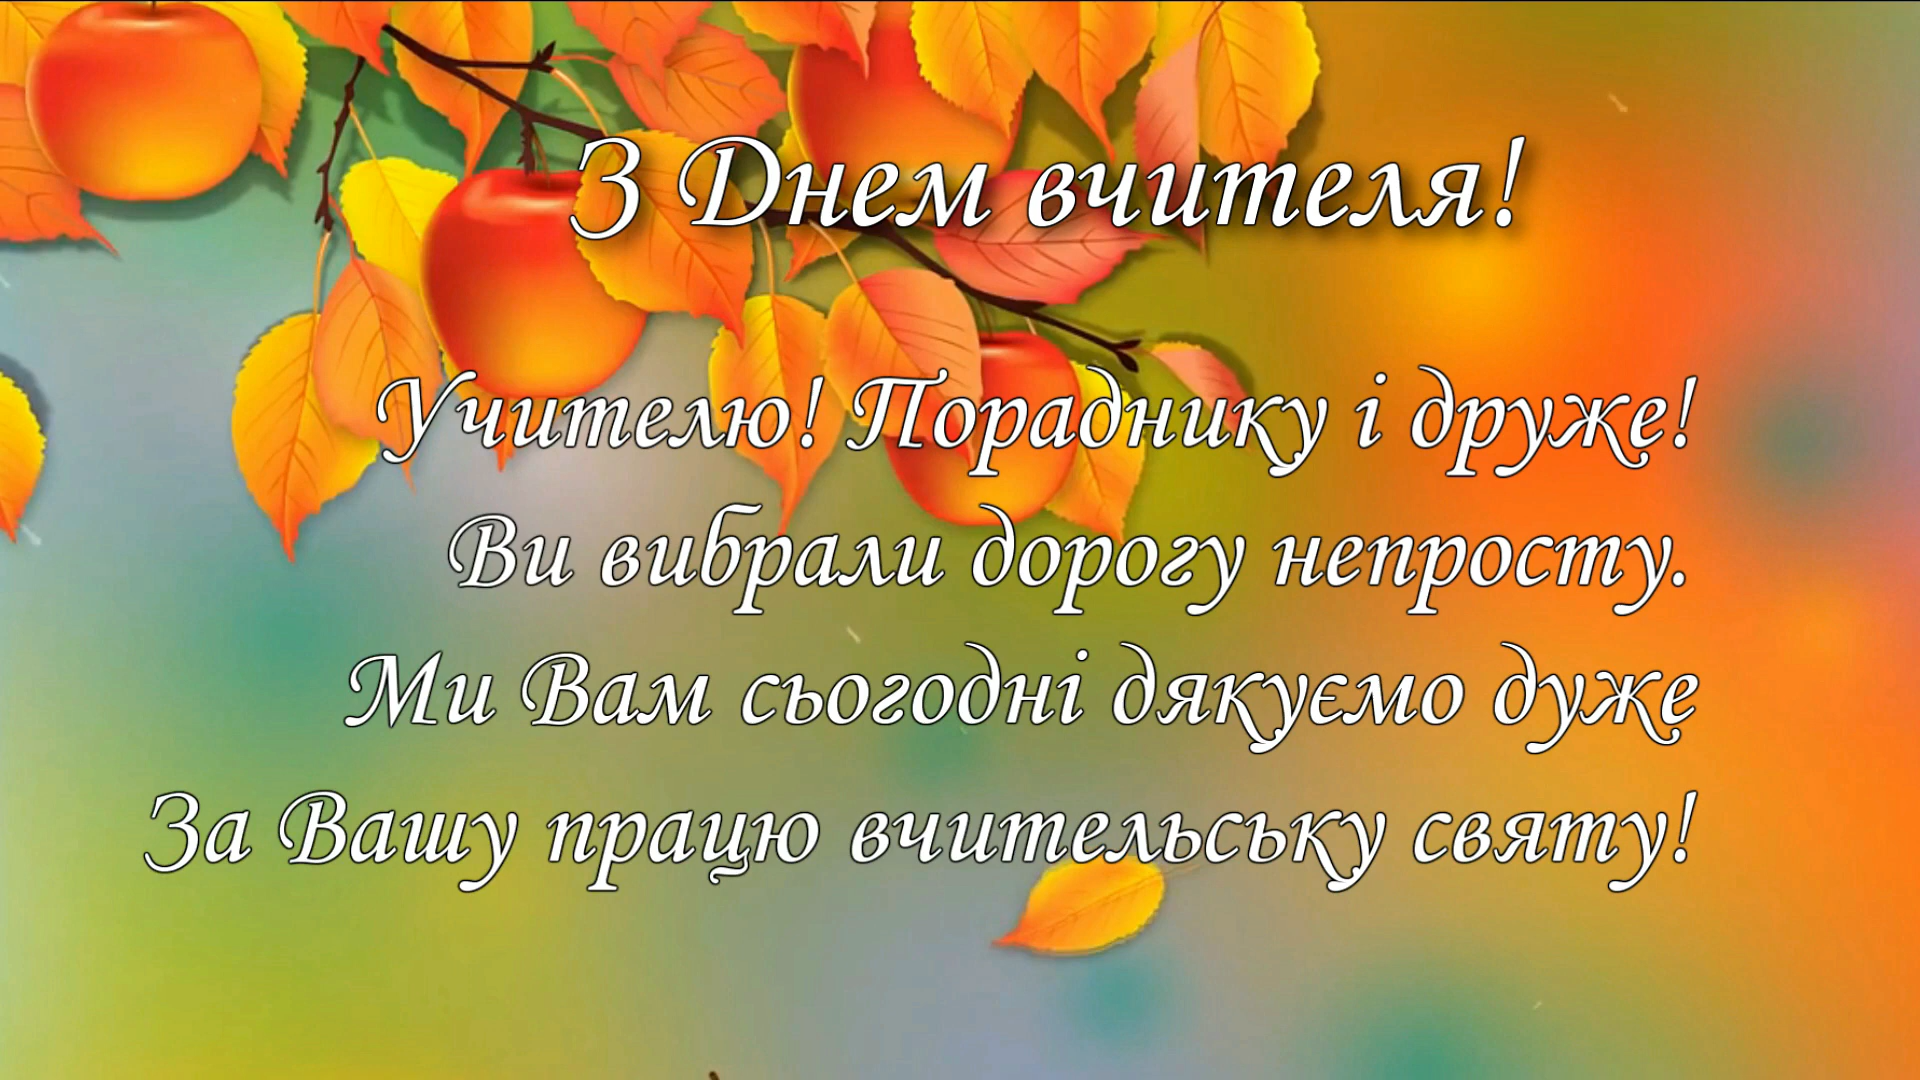 З Днем вчителя!
Учителю! Пораднику і друже!
Ви вибрали дорогу непросту.
Ми Вам сьогодні дякуємо дуже
За Вашу працю вчительську святу!